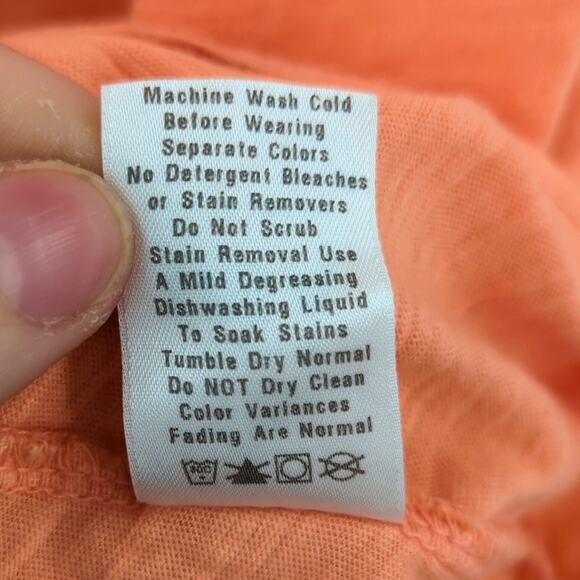 Machine Wash Cold
Before Wearing
Separate Colors
No Detergent Bleaches
or Stain Removers
Do Not Scrub
Stain Removal Use
A Mild Degreasing
Dishwashing Liquid
To Soak Stains
Tumble Dry Normal
Do NOT Dry Clean
Color Variances
Fading Are Normal
30C